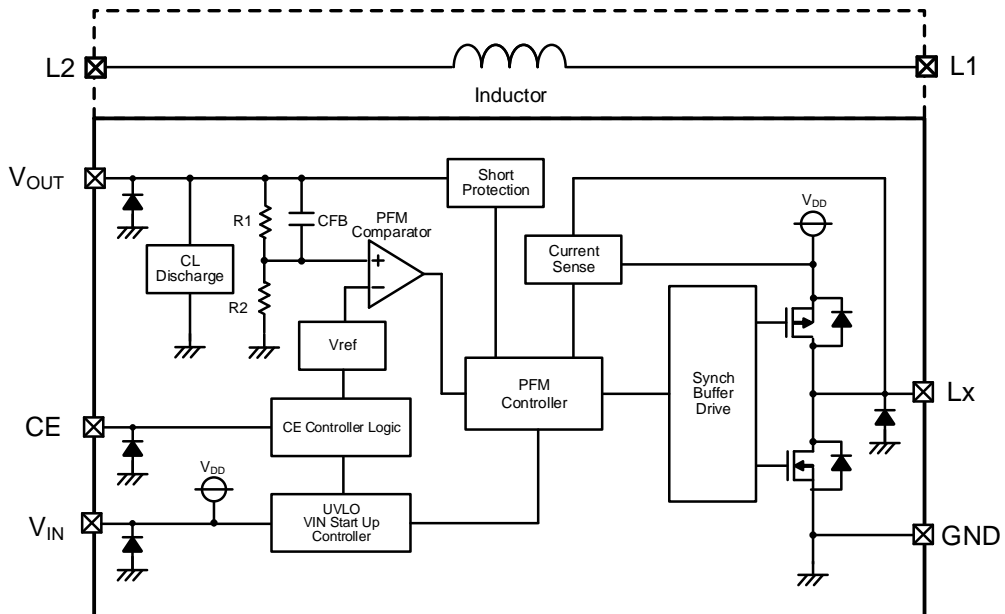 L2
L1
Inductor
VOUT
Short
Protection
VDD
R1
CFB
PFM
Comparator
Current
Sense
CL
Discharge
+
−
R2
Vref
PFM
Controller
Synch
Buffer
Drive
Lx
CE
CE Controller Logic
VDD
UVLO
VIN Start Up
Controller
VIN
GND